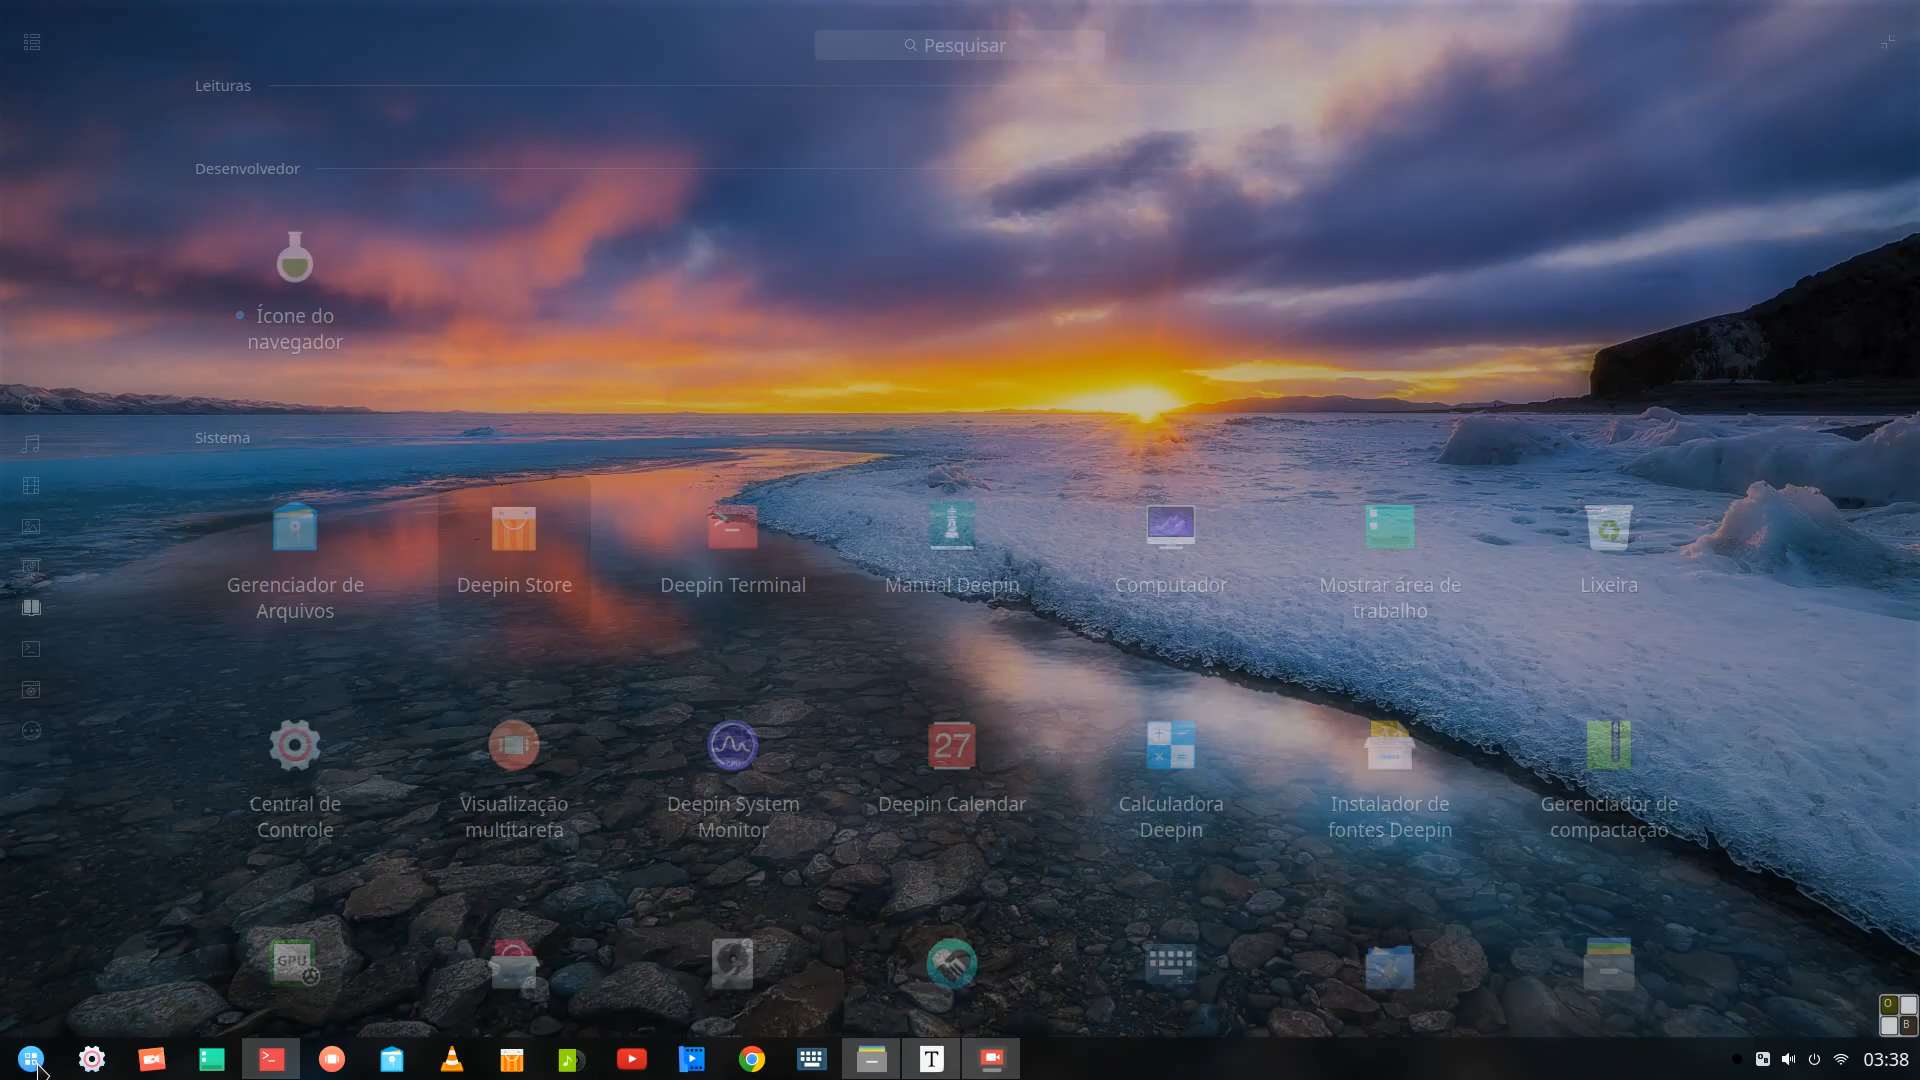 Pesquisar
Leituras
Desenvolvedor
Ícone do
navegador
Sistema
Gerenciador de
Arquivos
Deepin Store
Deepin Terminal
Manual Deepin
Computador
Mostrar área de
trabalho
Lixeira
27
Central de
Controle
Visualização
multitarefa
CPU
Deepin System
Monitor
Deepin Calendar
Calculadora
Deepin
Instalador de
fontes Deepin
Gerenciador de
compactação
GPU
O
B
T
03:38